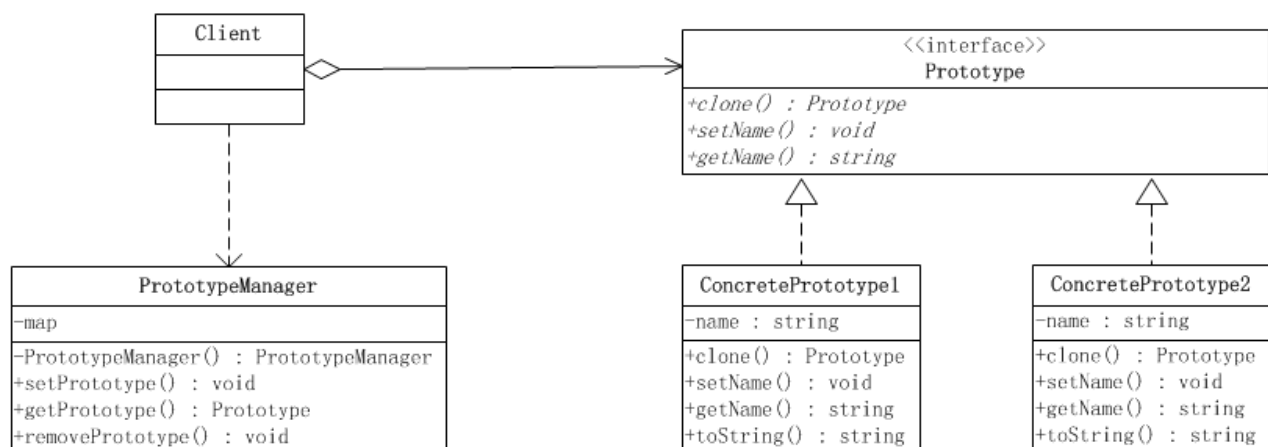 Client
<<interface>>
Prototype
+clone() : Prototype
+setName() : void
+getName() : string
PrototypeManager
-map
-PrototypeManager() : PrototypeManager
+setPrototype() : void
+getPrototype() : Prototype
+removePrototype() : void
ConcretePrototype1
-name : string
+clone() : Prototype
+setName() : void
+getName() : string
+toString() : string
ConcretePrototype2
-name : string
+clone() : Prototype
+setName() : void
+getName() : string
+toString() : string